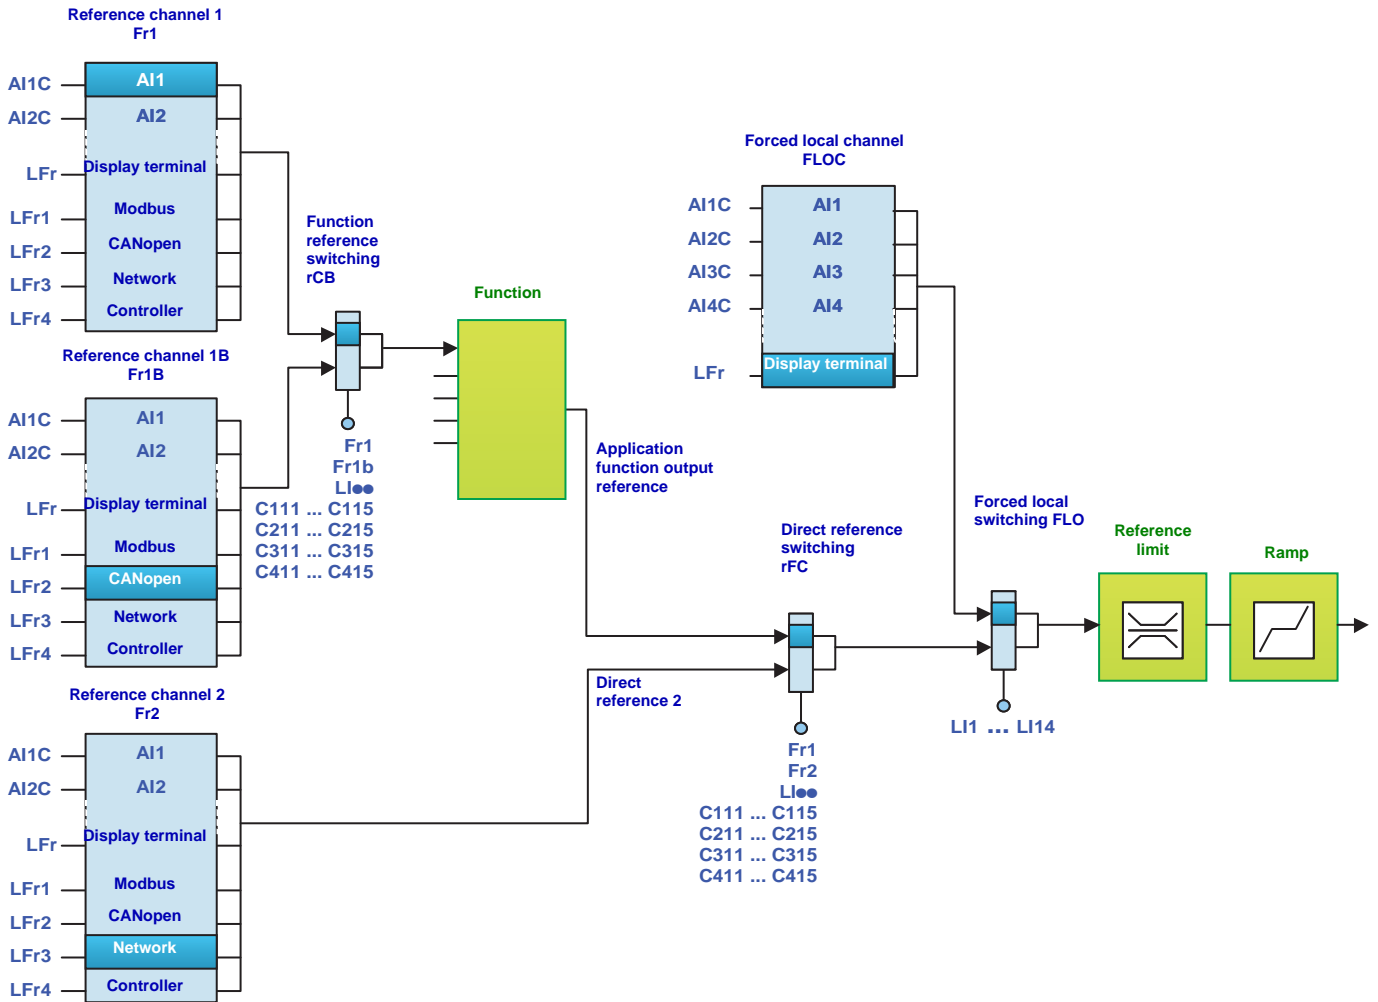 Reference channel 1
Fr1
AI1C
AI1
AI2C
AI2
LFr
Display terminal
LFr1
Modbus
LFr2
CANopen
LFr3
Network
LFr4
Controller
Function
reference
switching
rCB
Reference channel 1B
Fr1B
AI1C
AI1
AI2C
AI2
LFr
Display terminal
LFr1
Modbus
LFr2
CANopen
LFr3
Network
LFr4
Controller
Fr1
Fr1b
LI●●
C111 ... C115
C211 ... C215
C311 ... C315
C411 ... C415
Function
Application
function output
reference
Reference channel 2
Fr2
AI1C
AI1
AI2C
AI2
LFr
Display terminal
LFr1
Modbus
LFr2
CANopen
LFr3
Network
LFr4
Controller
Direct
reference 2
Direct reference
switching
rFC
Fr1
Fr2
LI●●
C111 ... C115
C211 ... C215
C311 ... C315
C411 ... C415
Forced local channel
FLOC
AI1C
AI1
AI2C
AI2
AI3C
AI3
AI4C
AI4
LFr
Display terminal
Forced local
switching FLO
LI1 ... LI14
Reference
limit
Ramp